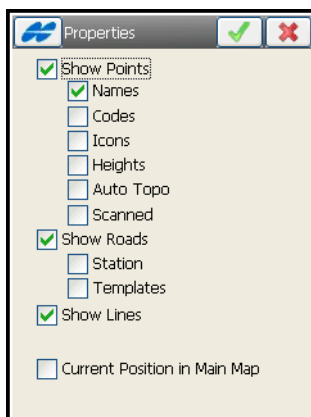 Properties
Show Points
Names
Codes
Icons
Heights
Auto Topo
Scanned
Show Roads
Station
Templates
Show Lines
Current Position in Main Map